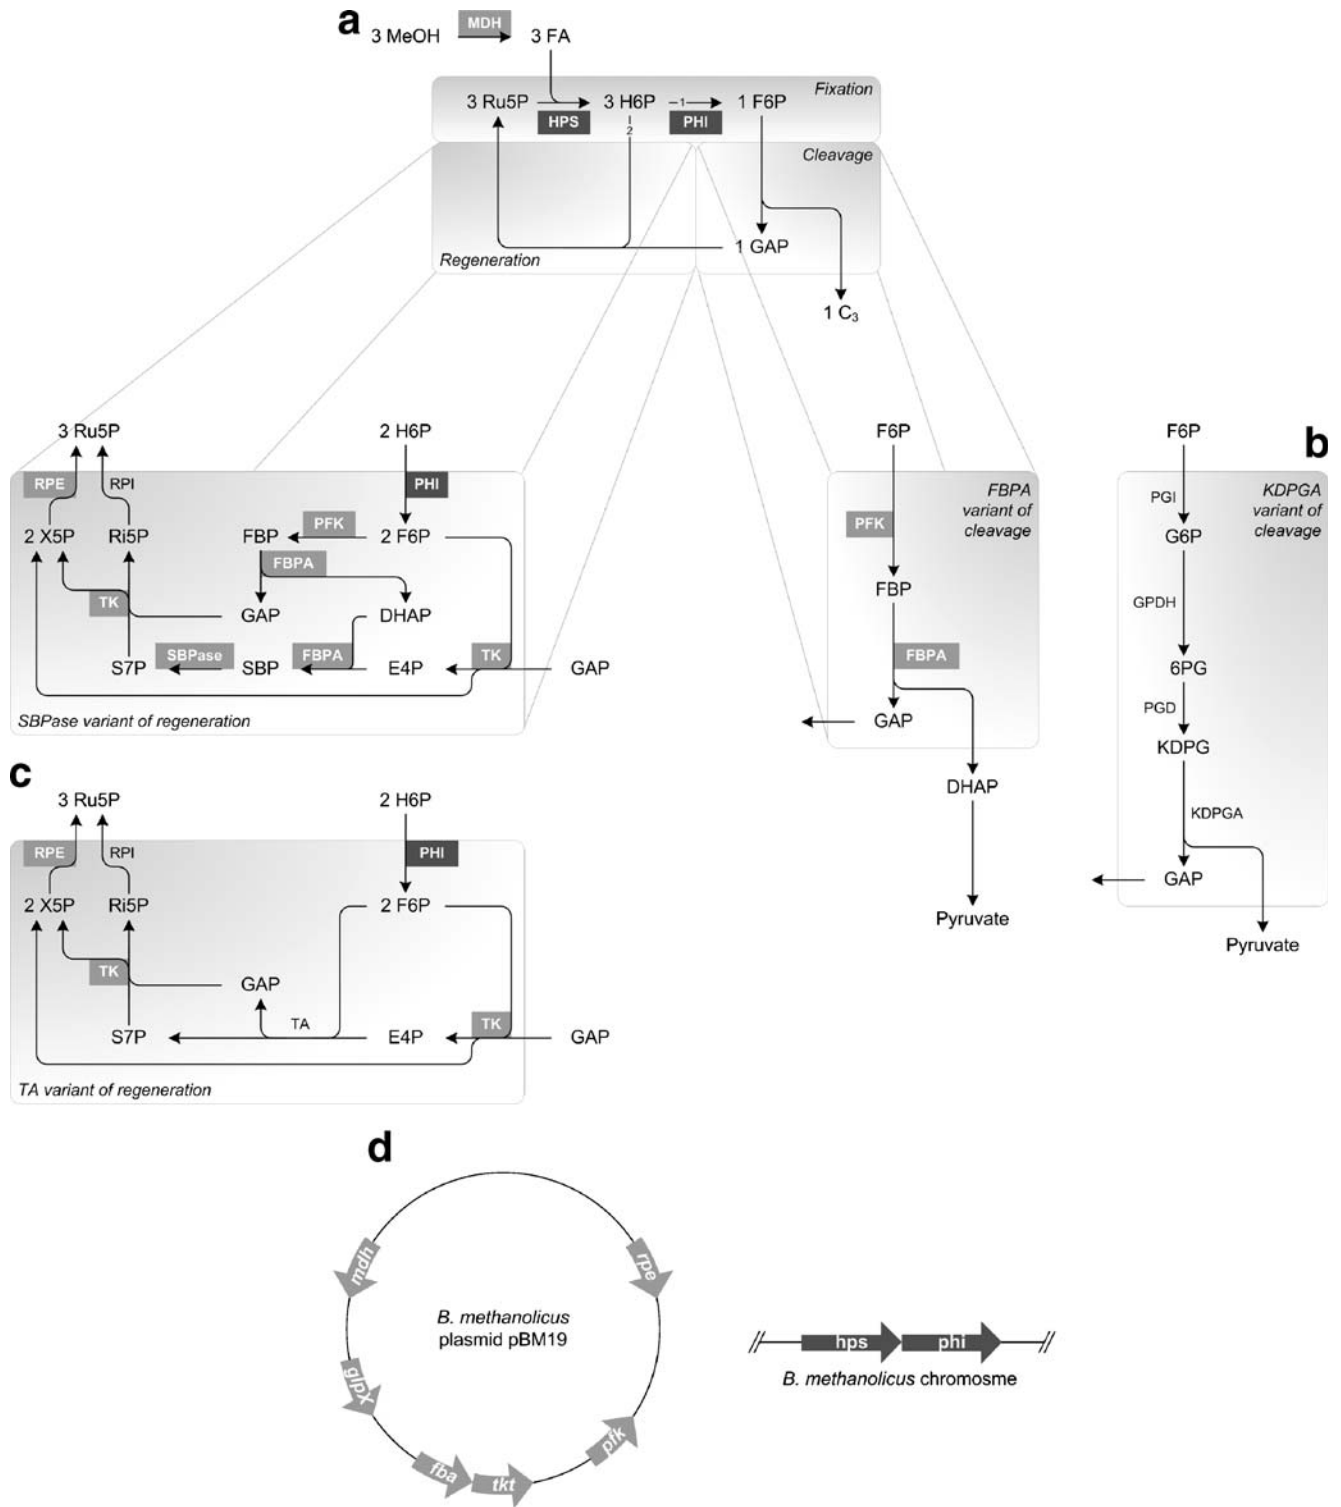 a
3 MeOH
MDH
3 FA
Fixation
3 Ru5P
3 H6P
1
1 F6P
HPS
2
PHI
Cleavage
1 GAP
Regeneration
1 C3
3 Ru5P
2 H6P
RPE
RPI
PHI
2 X5P
Ri5P
FBP
PFK
2 F6P
FBPA
TK
GAP
DHAP
S7P
SBPase
SBP
FBPA
E4P
TK
GAP
SBPase variant of regeneration
F6P
FBPA
variant of
cleavage
PFK
FBP
FBPA
GAP
DHAP
Pyruvate
b
F6P
KDPGA
variant of
cleavage
PGI
G6P
GPDH
6PG
PGD
KDPG
KDPGA
GAP
Pyruvate
c
3 Ru5P
2 H6P
RPE
RPI
PHI
2 X5P
Ri5P
2 F6P
TK
GAP
S7P
TA
E4P
TK
GAP
TA variant of regeneration
d
mdh
rpe
B. methanolicus
plasmid pBM19
glpX
fba
tkt
pfk
hps
phi
B. methanolicus chromosme